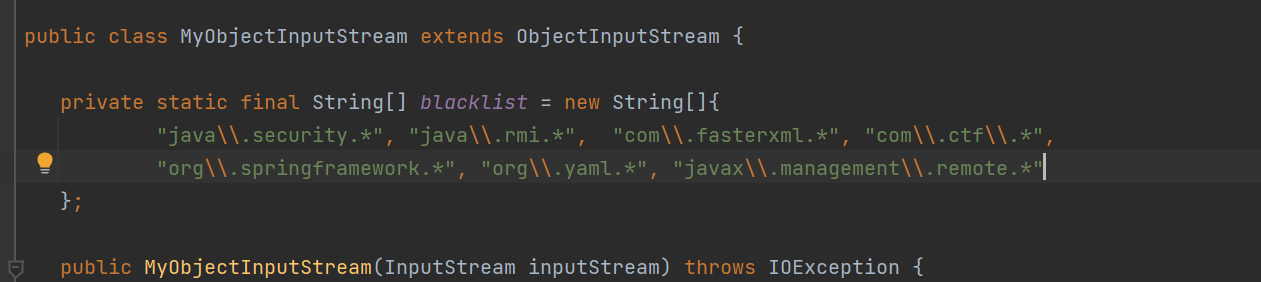 public class MyObjectInputStream extends ObjectInputStream {
private static final String[] blacklist = new String[]{
"java\\.security.*", "java\\.rmi.*",  "com\\.fasterxml.*", "com\\.ctf\\.*",
"org\\.springframework.*", "org\\.yaml.*", "javax\\.management\\.remote.*"
};
public MyObjectInputStream(InputStream inputStream) throws IOException {